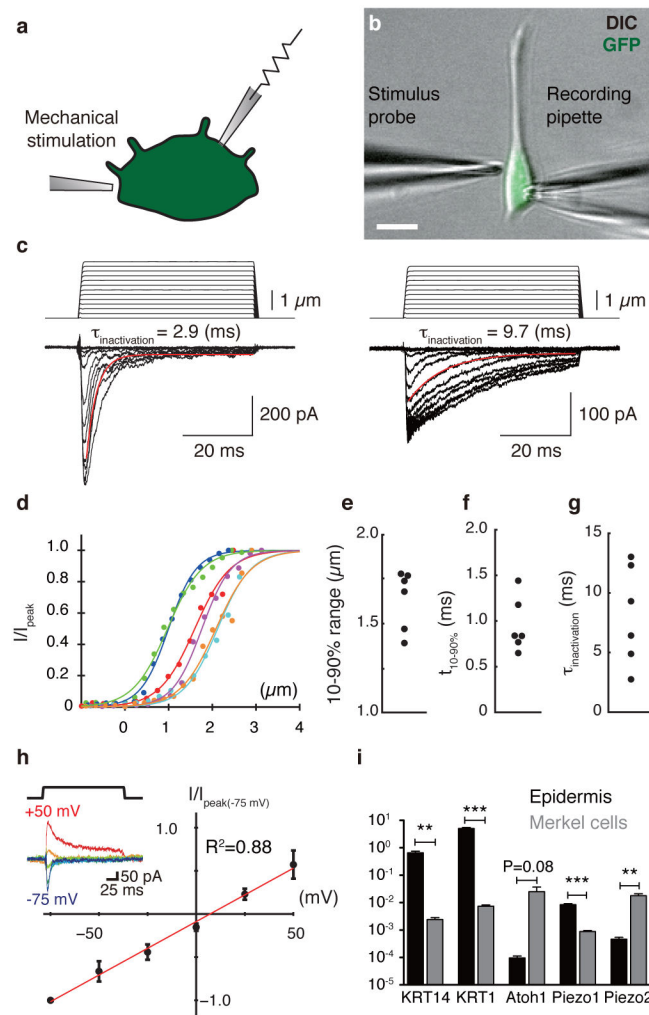 a
Mechanical
stimulation
b
DIC
GFP
Stimulus
probe
Recording
pipette
c
1 µm
τinactivation = 2.9 (ms)
200 pA
20 ms
1 µm
τinactivation = 9.7 (ms)
100 pA
20 ms
d
I/Ipeak
1.0
0.8
0.6
0.4
0.2
0
(µm)
0 1 2 3 4
e
10-90% range (µm)
2.0
1.75
1.5
1.0
f
t10-90% (ms)
2.0
1.5
1.0
0.5
0
g
τinactivation (ms)
15
10
5
0
h
+50 mV
-75 mV
50 pA
25 ms
I/Ipeak(-75 mV)
1.0
R²=0.88
(mV)
−50
50
−1.0
i
Epidermis
Merkel cells
10¹
10⁰
10⁻¹
10⁻²
10⁻³
10⁻⁴
10⁻⁵
**
***
P=0.08
***
**
KRT14 KRT1 Atoh1 Piezo1 Piezo2